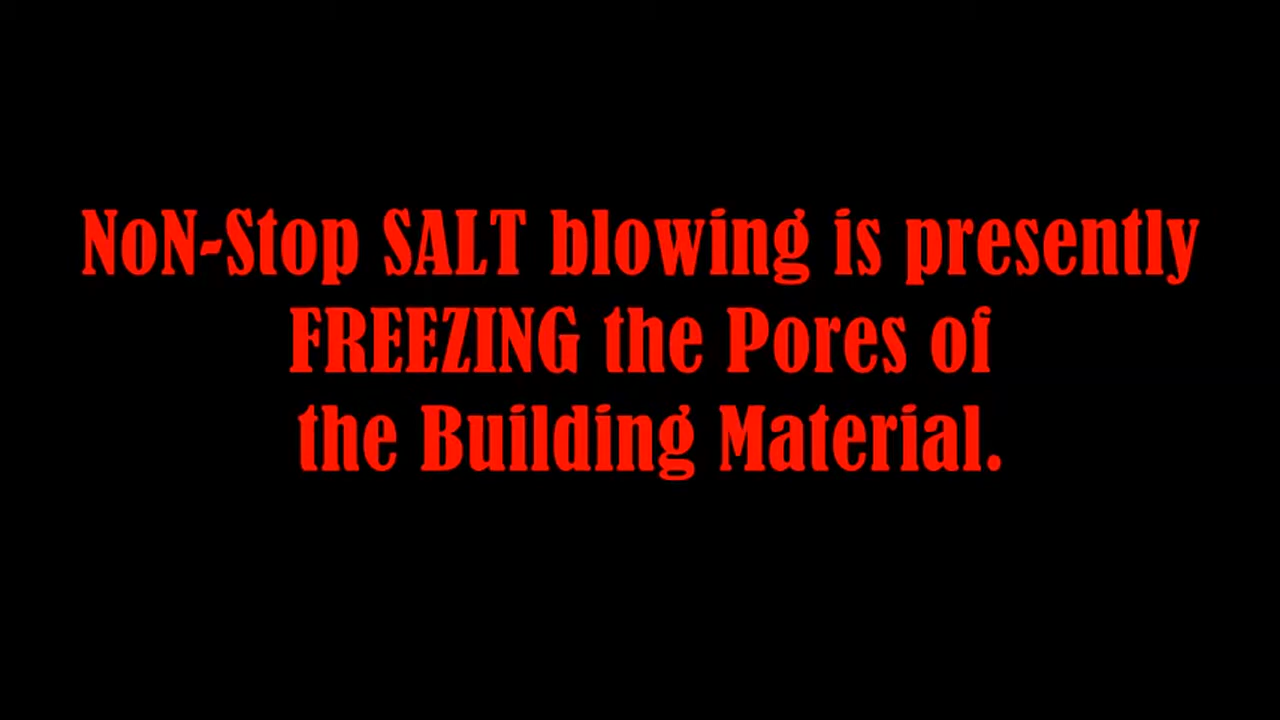 NoN-Stop SALT blowing is presently
FREEZING the Pores of
the Building Material.